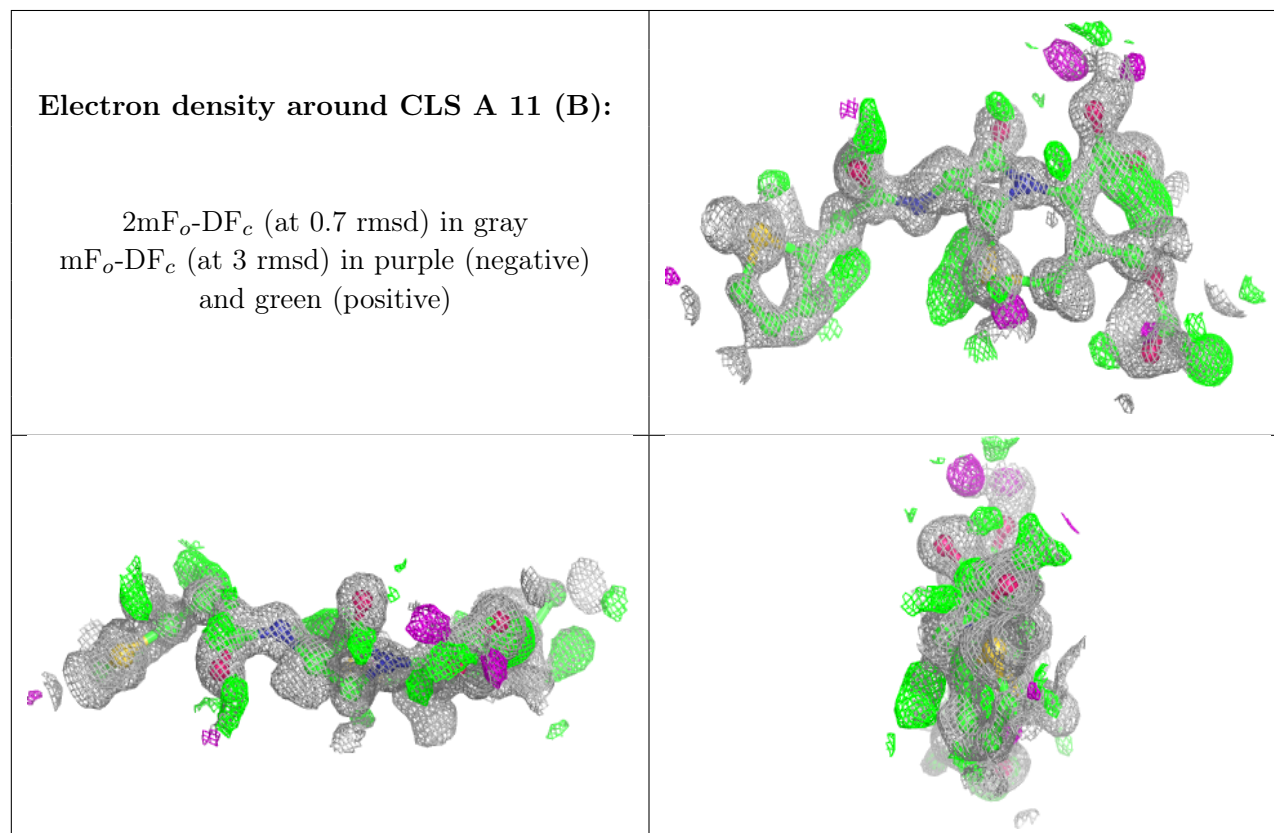 Electron density around CLS A 11 (B):
2mFo-DFc (at 0.7 rmsd) in gray
mFo-DFc (at 3 rmsd) in purple (negative)
and green (positive)